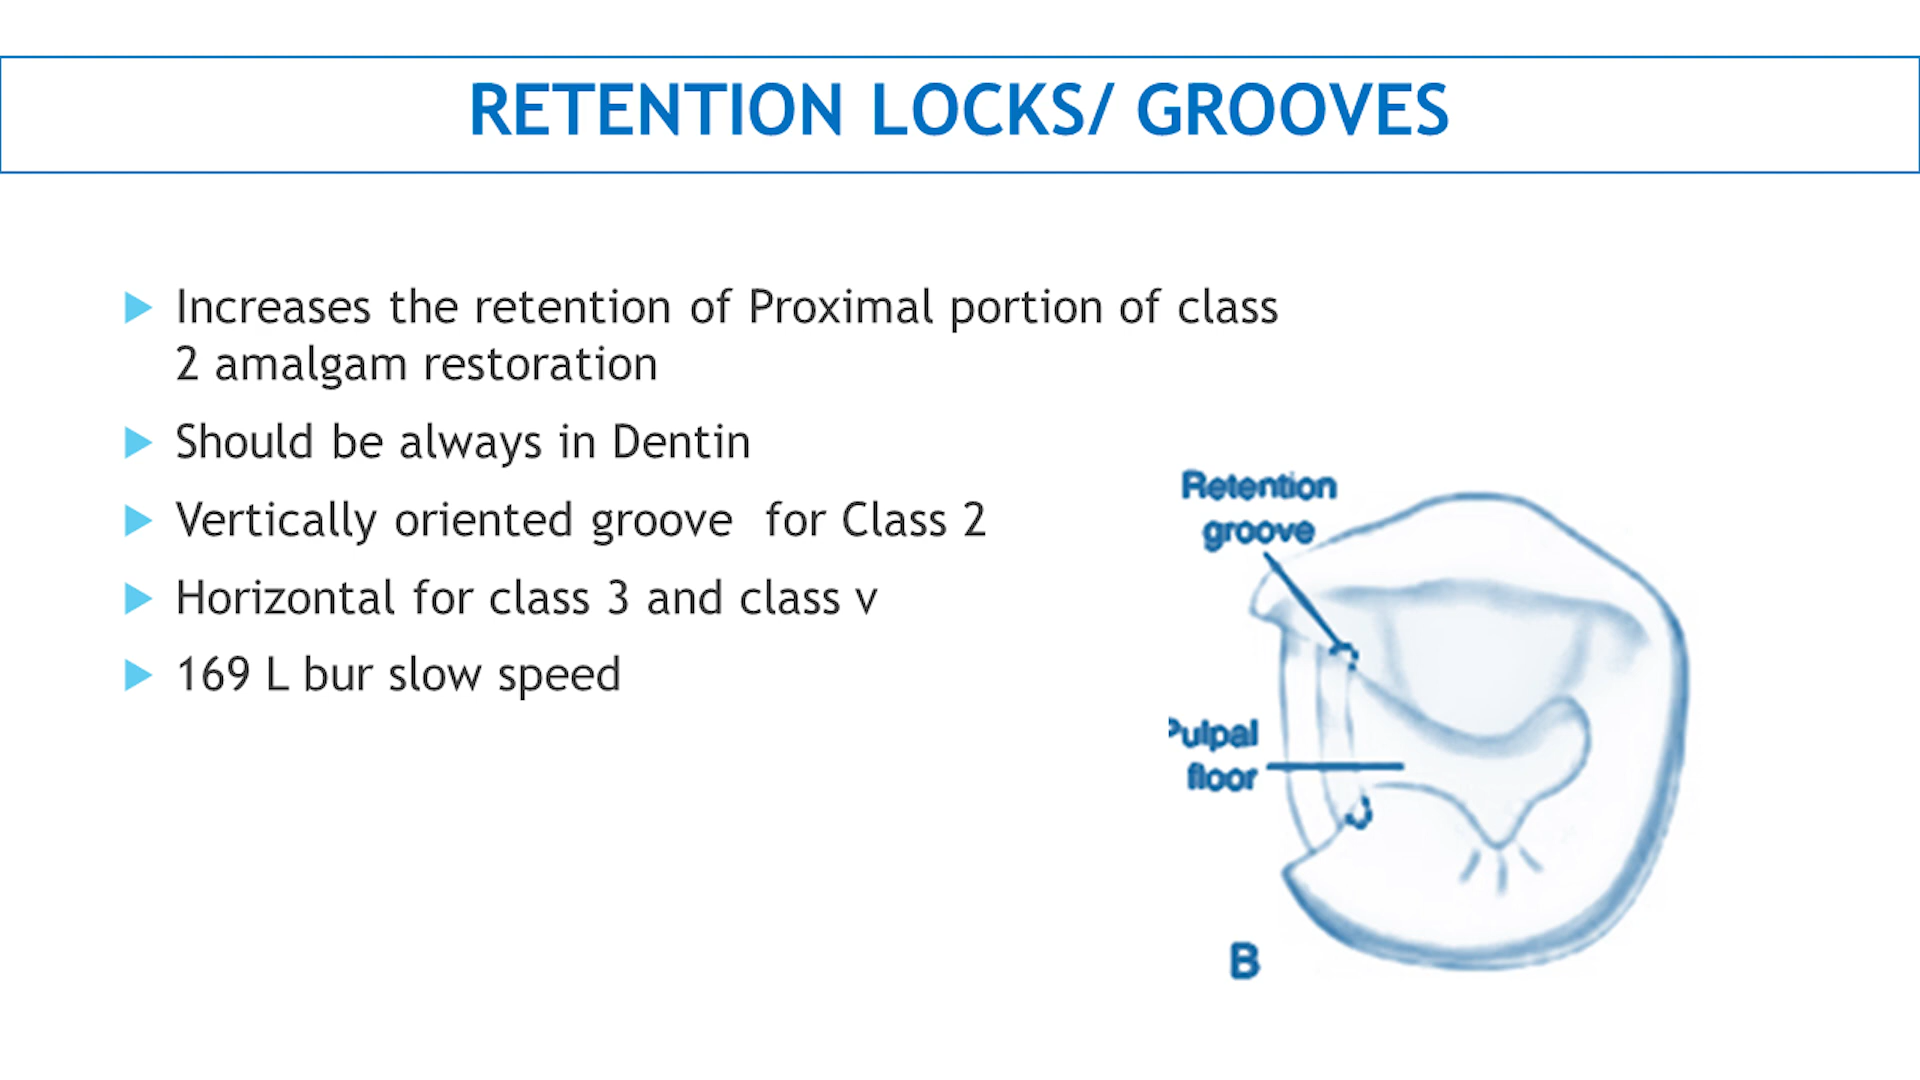 RETENTION LOCKS/ GROOVES
Increases the retention of Proximal portion of class
2 amalgam restoration
Should be always in Dentin
Vertically oriented groove  for Class 2
Horizontal for class 3 and class v
169 L bur slow speed
Retention
groove
Pulpal
floor
B